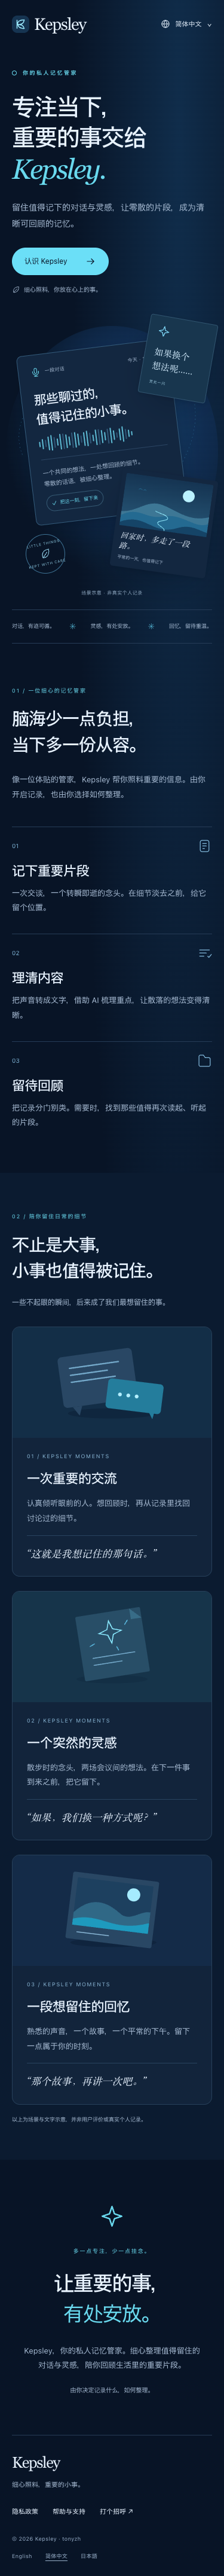 Kepsley
简体中文
你的私人记忆管家
专注当下，
重要的事交给
Kepsley.
留住值得记下的对话与灵感，让零散的片段，成为清
晰可回顾的记忆。
认识 Kepsley →
细心照料，你放在心上的事。
一段对话
那些聊过的，
值得记住的小事。
一个共同的想法，一处想回顾的细节。
零散的话语，被细心整理。
把这一刻，留下来
如果换个
想法呢……
回家时，多走了一段
路。
平常的一天，也值得记下
LITTLE THINGS,
KEPT WITH CARE
场景示意 · 非真实个人记录
对话，有迹可循。
灵感，有处安放。
回忆，留待重温。
01 / 一位细心的记忆管家
脑海少一点负担，
当下多一份从容。
像一位体贴的管家，Kepsley 帮你照料重要的信息。由你
开启记录，也由你选择如何整理。
01
记下重要片段
一次交谈，一个转瞬即逝的念头。在细节淡去之前，给它
留个位置。
02
理清内容
把声音转成文字，借助 AI 梳理重点，让散落的想法变得清
晰。
03
留待回顾
把记录分门别类。需要时，找到那些值得再次读起、听起
的片段。
02 / 陪你留住日常的细节
不止是大事，
小事也值得被记住。
一些不起眼的瞬间，后来成了我们最想留住的事。
01 / KEPSLEY MOMENTS
一次重要的交流
认真倾听眼前的人。想回顾时，再从记录里找回
讨论过的细节。
“这就是我想记住的那句话。”
02 / KEPSLEY MOMENTS
一个突然的灵感
散步时的念头，两场会议间的想法。在下一件事
到来之前，把它留下。
“如果，我们换一种方式呢？”
03 / KEPSLEY MOMENTS
一段想留住的回忆
熟悉的声音，一个故事，一个平常的下午。留下
一点属于你的时刻。
“那个故事，再讲一次吧。”
以上为场景与文学示意，并非用户评价或真实个人记录。
多一点专注，少一点挂念。
让重要的事，
有处安放。
Kepsley，你的私人记忆管家。细心整理值得留住的
对话与灵感，陪你回顾生活里的重要片段。
由你决定记录什么，如何整理。
Kepsley
细心照料，重要的小事。
隐私政策
帮助与支持
打个招呼 ↗
© 2026 Kepsley · tonyzh
English
简体中文
日本語